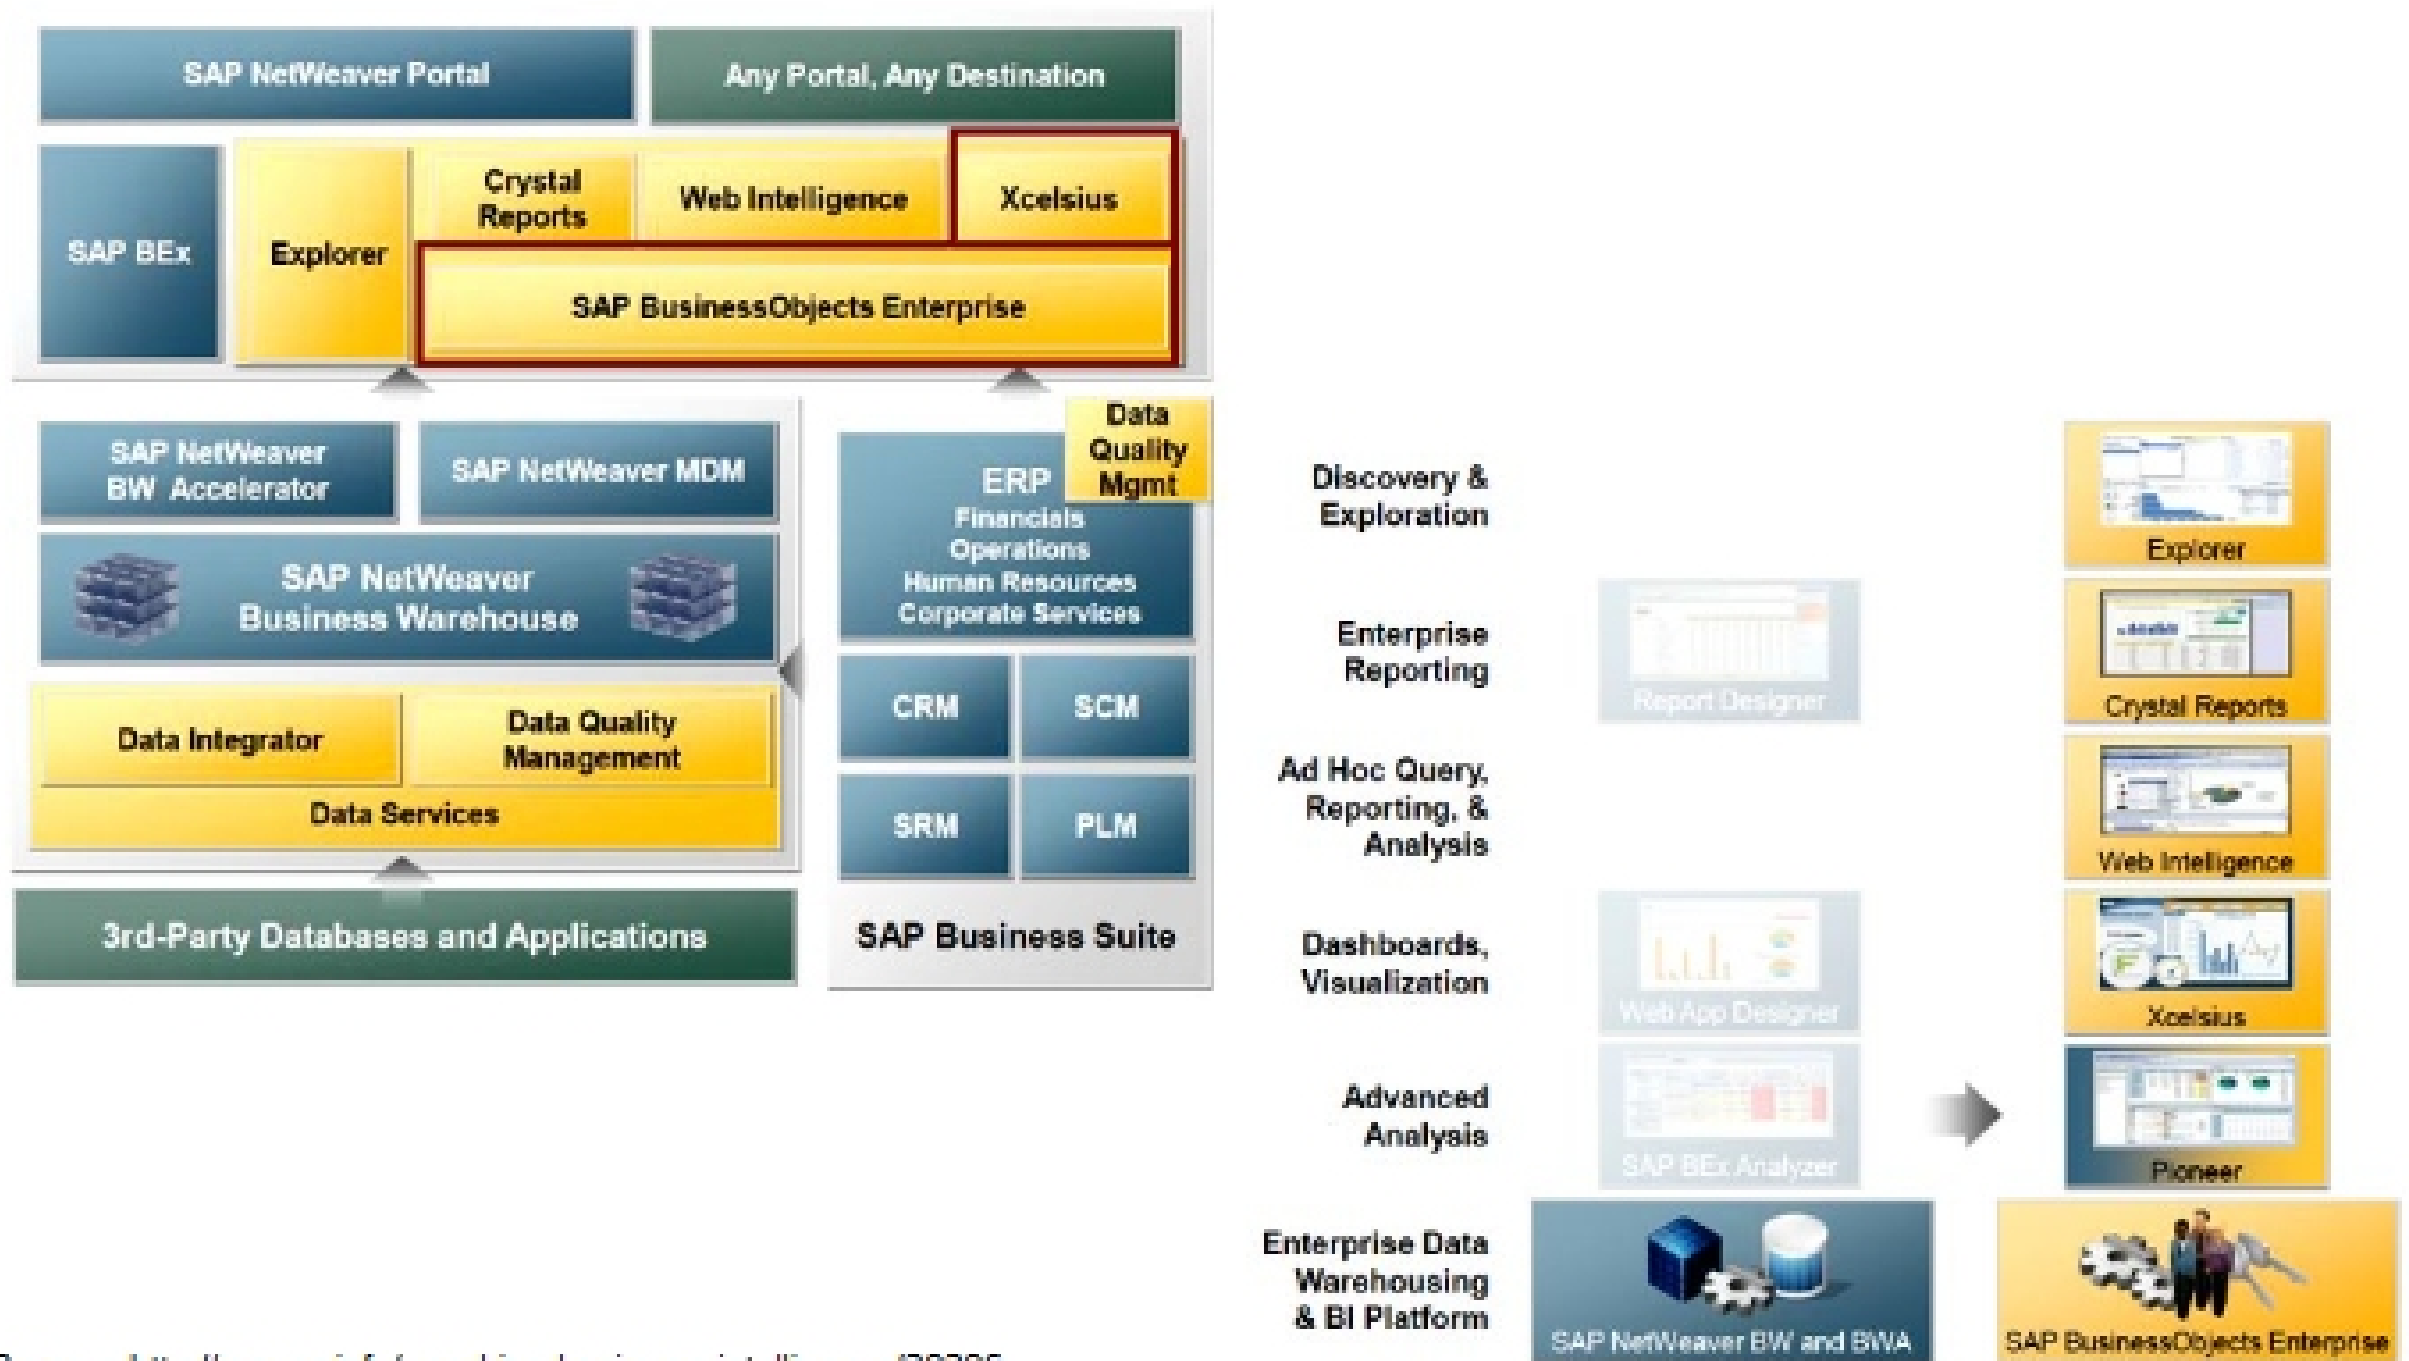 SAP NetWeaver Portal
Any Portal, Any Destination
SAP BEx
Explorer
Crystal
Reports
Web Intelligence
Xcelsius
SAP BusinessObjects Enterprise
SAP NetWeaver
BW Accelerator
SAP NetWeaver MDM
SAP NetWeaver
Business Warehouse
Data Integrator
Data Quality
Management
Data Services
3rd-Party Databases and Applications
Data
Quality
Mgmt
ERP
Financials
Operations
Human Resources
Corporate Services
CRM
SCM
SRM
PLM
SAP Business Suite
Discovery &
Exploration
Explorer
Enterprise
Reporting
Report Designer
Crystal Reports
Ad Hoc Query,
Reporting, &
Analysis
Web Intelligence
Dashboards,
Visualization
Web App Designer
Xcelsius
Advanced
Analysis
SAP BEx Analyzer
Pioneer
Enterprise Data
Warehousing
& BI Platform
SAP NetWeaver BW and BWA
SAP BusinessObjects Enterprise